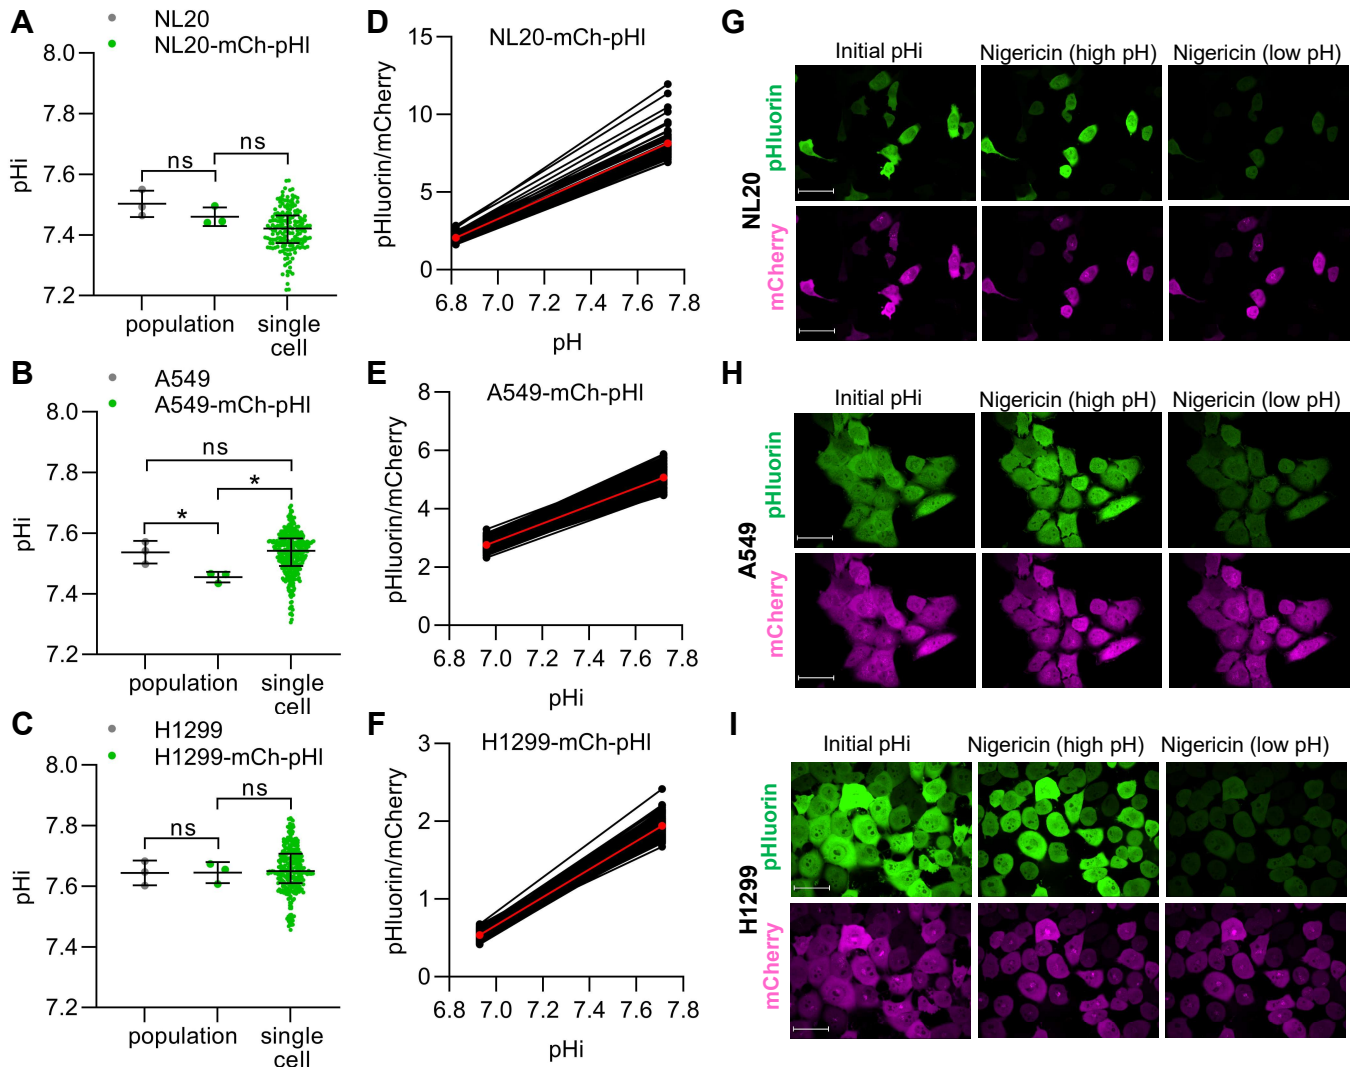 A
NL20
NL20-mCh-pHl
8.0
7.8
7.6
7.4
7.2
pHi
ns
ns
population
single
cell
B
A549
A549-mCh-pHl
8.0
7.8
7.6
7.4
7.2
pHi
ns
*
*
population
single
cell
C
H1299
H1299-mCh-pHl
8.0
7.8
7.6
7.4
7.2
pHi
ns
ns
population
single
cell
D
NL20-mCh-pHl
15
10
5
0
pHluorin/mCherry
6.8 7.0 7.2 7.4 7.6 7.8
pH
E
A549-mCh-pHl
8
6
4
2
0
pHluorin/mCherry
6.8 7.0 7.2 7.4 7.6 7.8
pHi
F
H1299-mCh-pHl
3
2
1
0
pHluorin/mCherry
6.8 7.0 7.2 7.4 7.6 7.8
pHi
G
Initial pHi Nigericin (high pH) Nigericin (low pH)
NL20
pHluorin
mCherry
H
Initial pHi Nigericin (high pH) Nigericin (low pH)
A549
pHluorin
mCherry
I
Initial pHi Nigericin (high pH) Nigericin (low pH)
H1299
pHluorin
mCherry